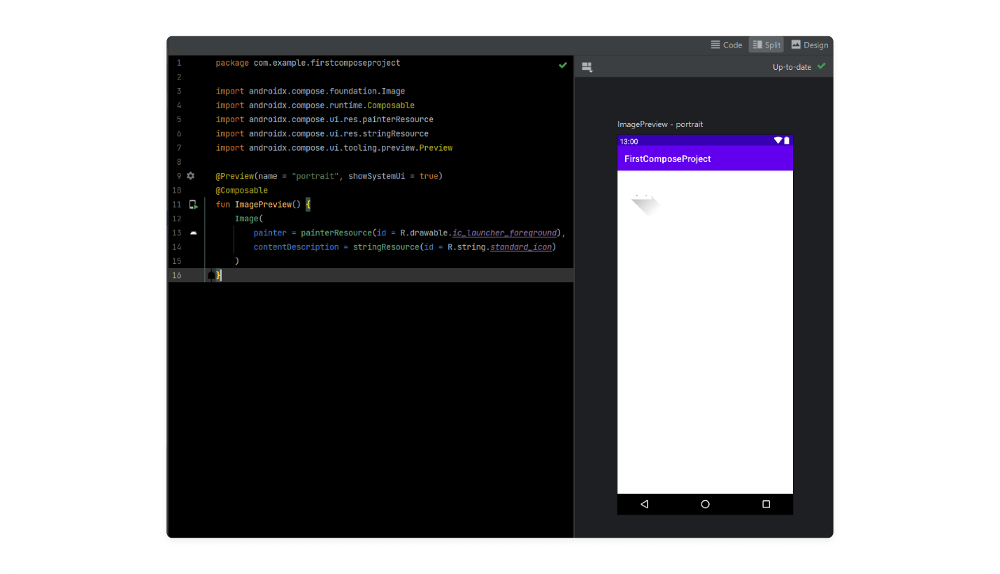 Code Split Design
1 package com.example.firstcomposeproject
Up-to-date
2
3 import androidx.compose.foundation.Image
4 import androidx.compose.runtime.Composable
5 import androidx.compose.ui.res.painterResource
6 import androidx.compose.ui.res.stringResource
7 import androidx.compose.ui.tooling.preview.Preview
8
9 @Preview(name = "portrait", showSystemUi = true)
10 @Composable
11 fun ImagePreview() {
12 Image(
13 painter = painterResource(id = R.drawable.ic_launcher_foreground),
14 contentDescription = stringResource(id = R.string.standard_icon)
15 )
16 }
ImagePreview - portrait
13:00
FirstComposeProject